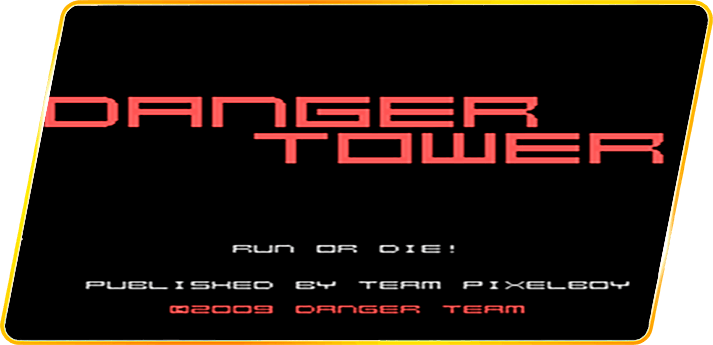 DANGER
TOWER
RUN OR DIE!
PUBLISHED BY TEAM PIXELBOY
©2009 DANGER TEAM